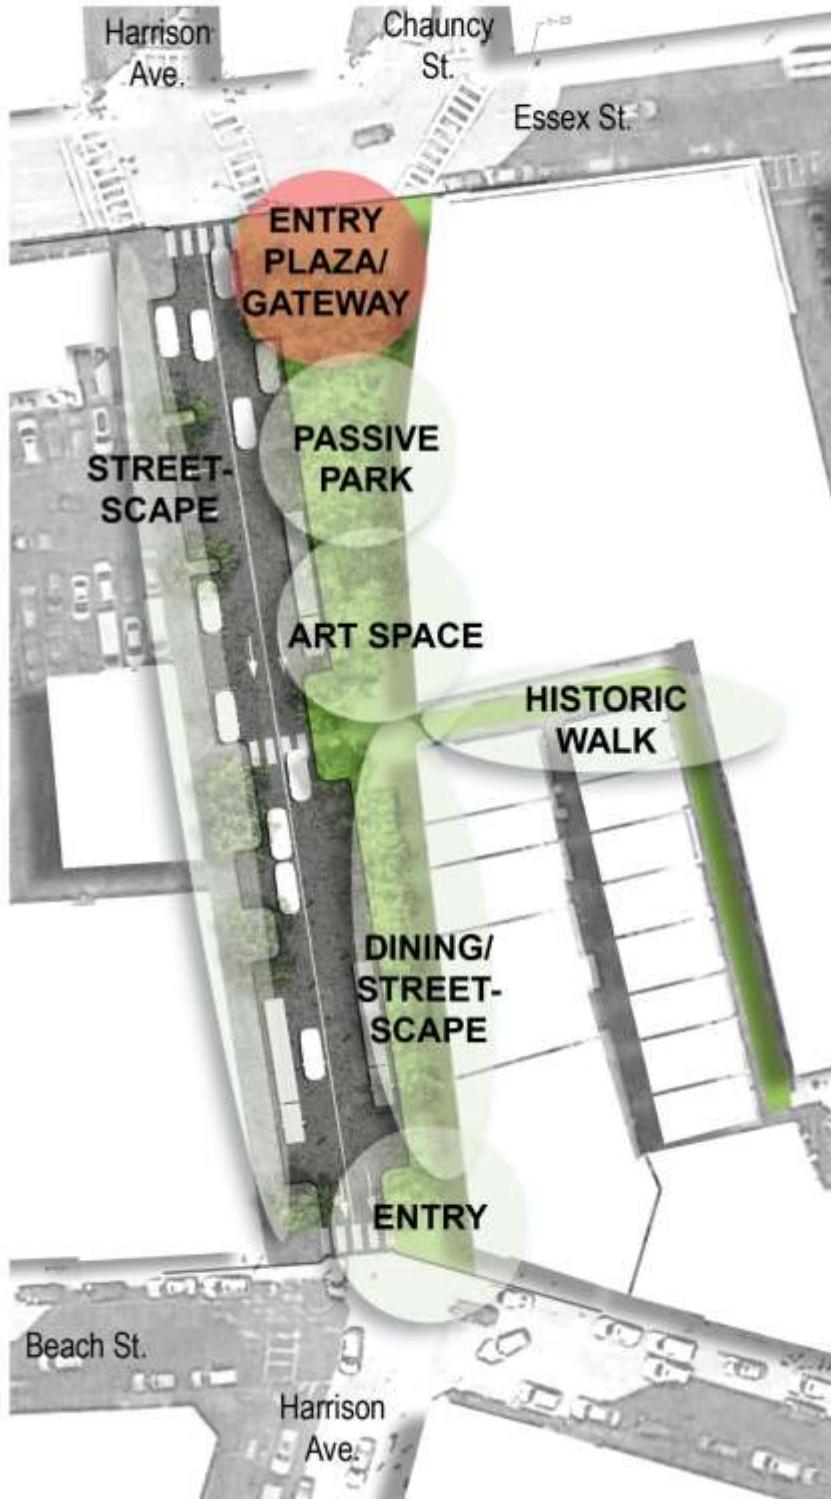 Harrison
Ave.
Chauncy
St.
Essex St.
ENTRY
PLAZA/
GATEWAY
PASSIVE
PARK
STREET-
SCAPE
ART SPACE
HISTORIC
WALK
DINING/
STREET-
SCAPE
ENTRY
Beach St.
Harrison
Ave.